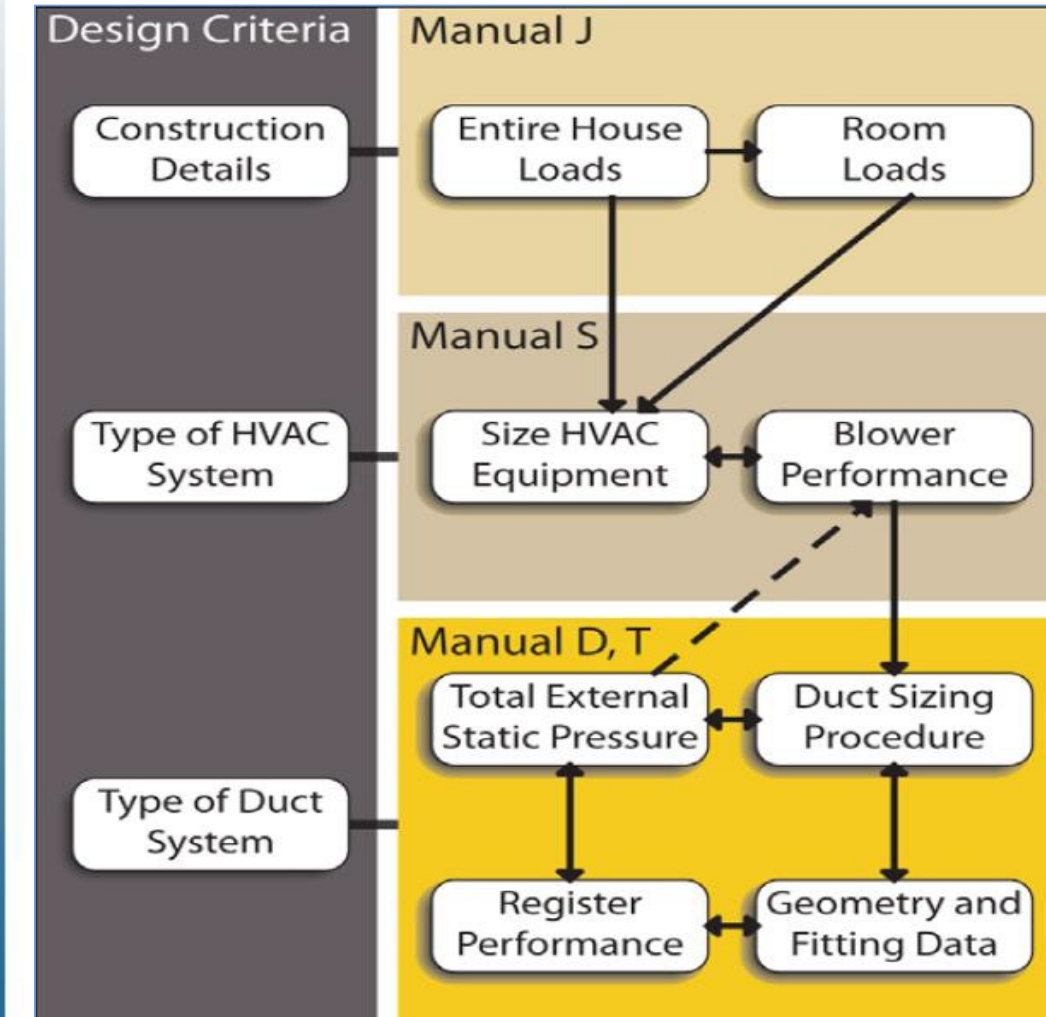 Design Criteria
Construction
Details
Type of HVAC
System
Type of Duct
System
Manual J
Entire House
Loads
Room
Loads
Manual S
Size HVAC
Equipment
Blower
Performance
Manual D, T
Total External
Static Pressure
Duct Sizing
Procedure
Register
Performance
Geometry and
Fitting Data